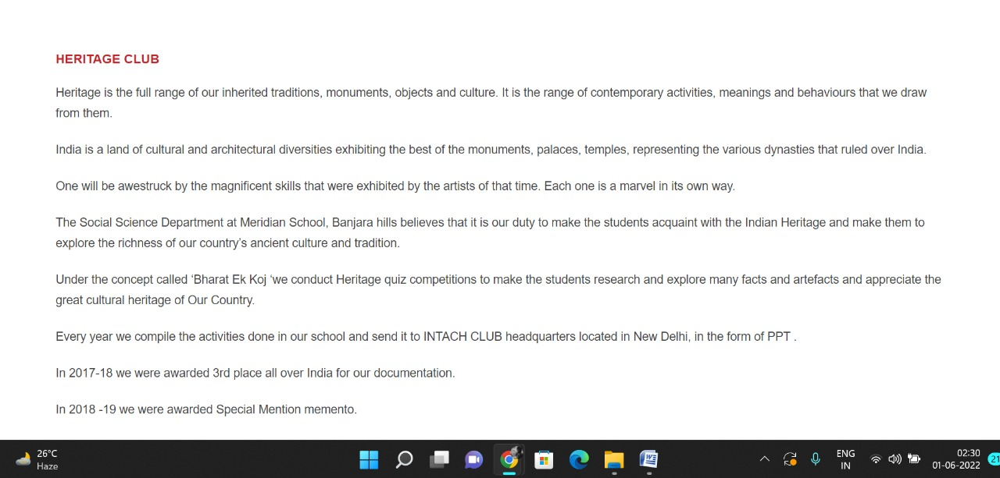 HERITAGE CLUB
Heritage is the full range of our inherited traditions, monuments, objects and culture. It is the range of contemporary activities, meanings and behaviours that we draw
from them.
India is a land of cultural and architectural diversities exhibiting the best of the monuments, palaces, temples, representing the various dynasties that ruled over India.
One will be awestruck by the magnificent skills that were exhibited by the artists of that time. Each one is a marvel in its own way.
The Social Science Department at Meridian School, Banjara hills believes that it is our duty to make the students acquaint with the Indian Heritage and make them to
explore the richness of our country’s ancient culture and tradition.
Under the concept called ‘Bharat Ek Koj ‘we conduct Heritage quiz competitions to make the students research and explore many facts and artefacts and appreciate the
great cultural heritage of Our Country.
Every year we compile the activities done in our school and send it to INTACH CLUB headquarters located in New Delhi, in the form of PPT .
In 2017-18 we were awarded 3rd place all over India for our documentation.
In 2018 -19 we were awarded Special Mention memento.
26°C
Haze
ENG
IN
02:30
01-06-2022
21